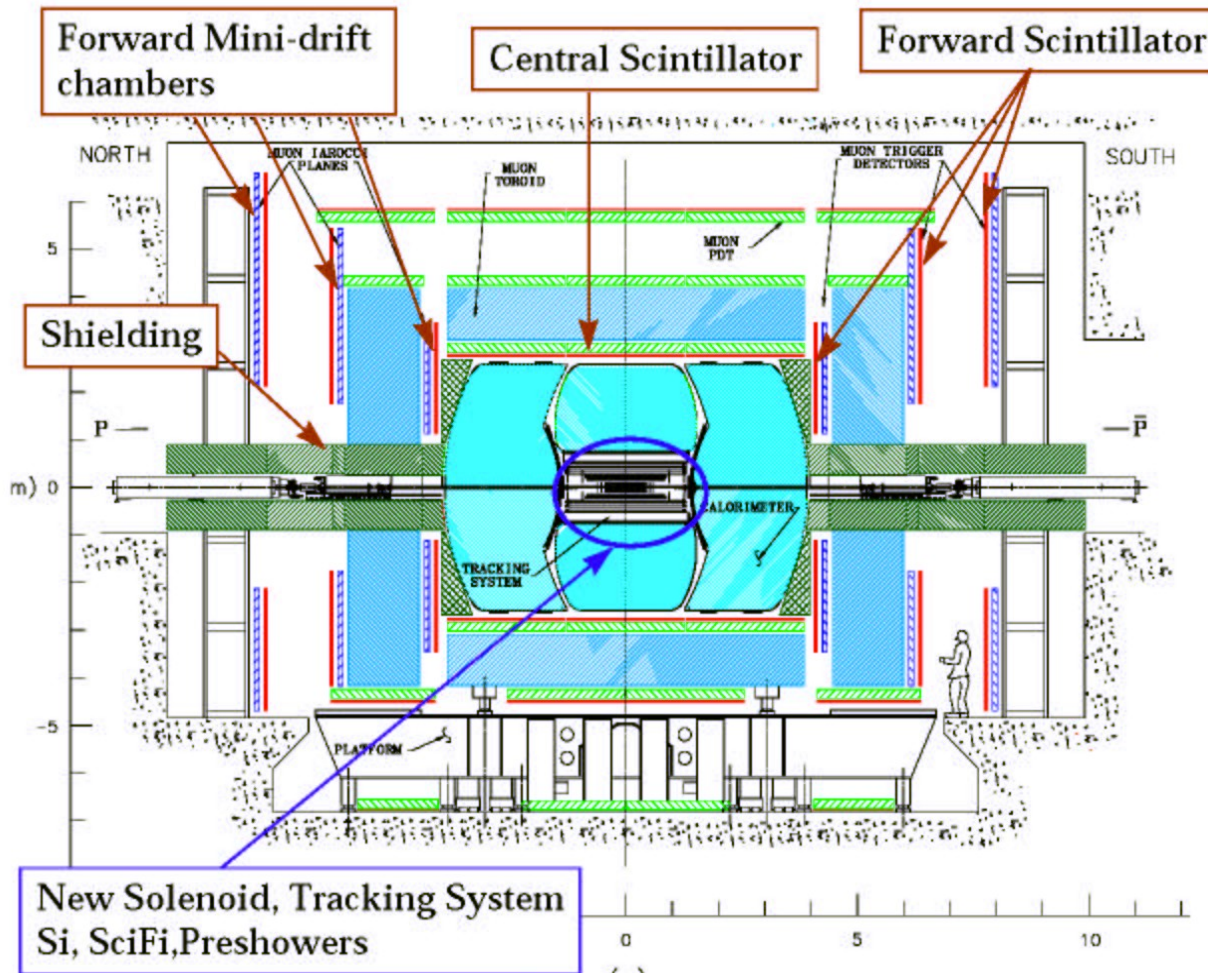 Forward Mini-drift
chambers
Central Scintillator
Forward Scintillator
NORTH
MUON IAROCCI
PLANES
MUON
TOROID
MUON TRIGGER
DETECTORS
SOUTH
5
MUON
PDT
Shielding
P
P̄
m) 0
CALORIMETER
TRACKING
SYSTEM
-5
PLATFORM
New Solenoid, Tracking System
Si, SciFi,Preshowers
0
5
10